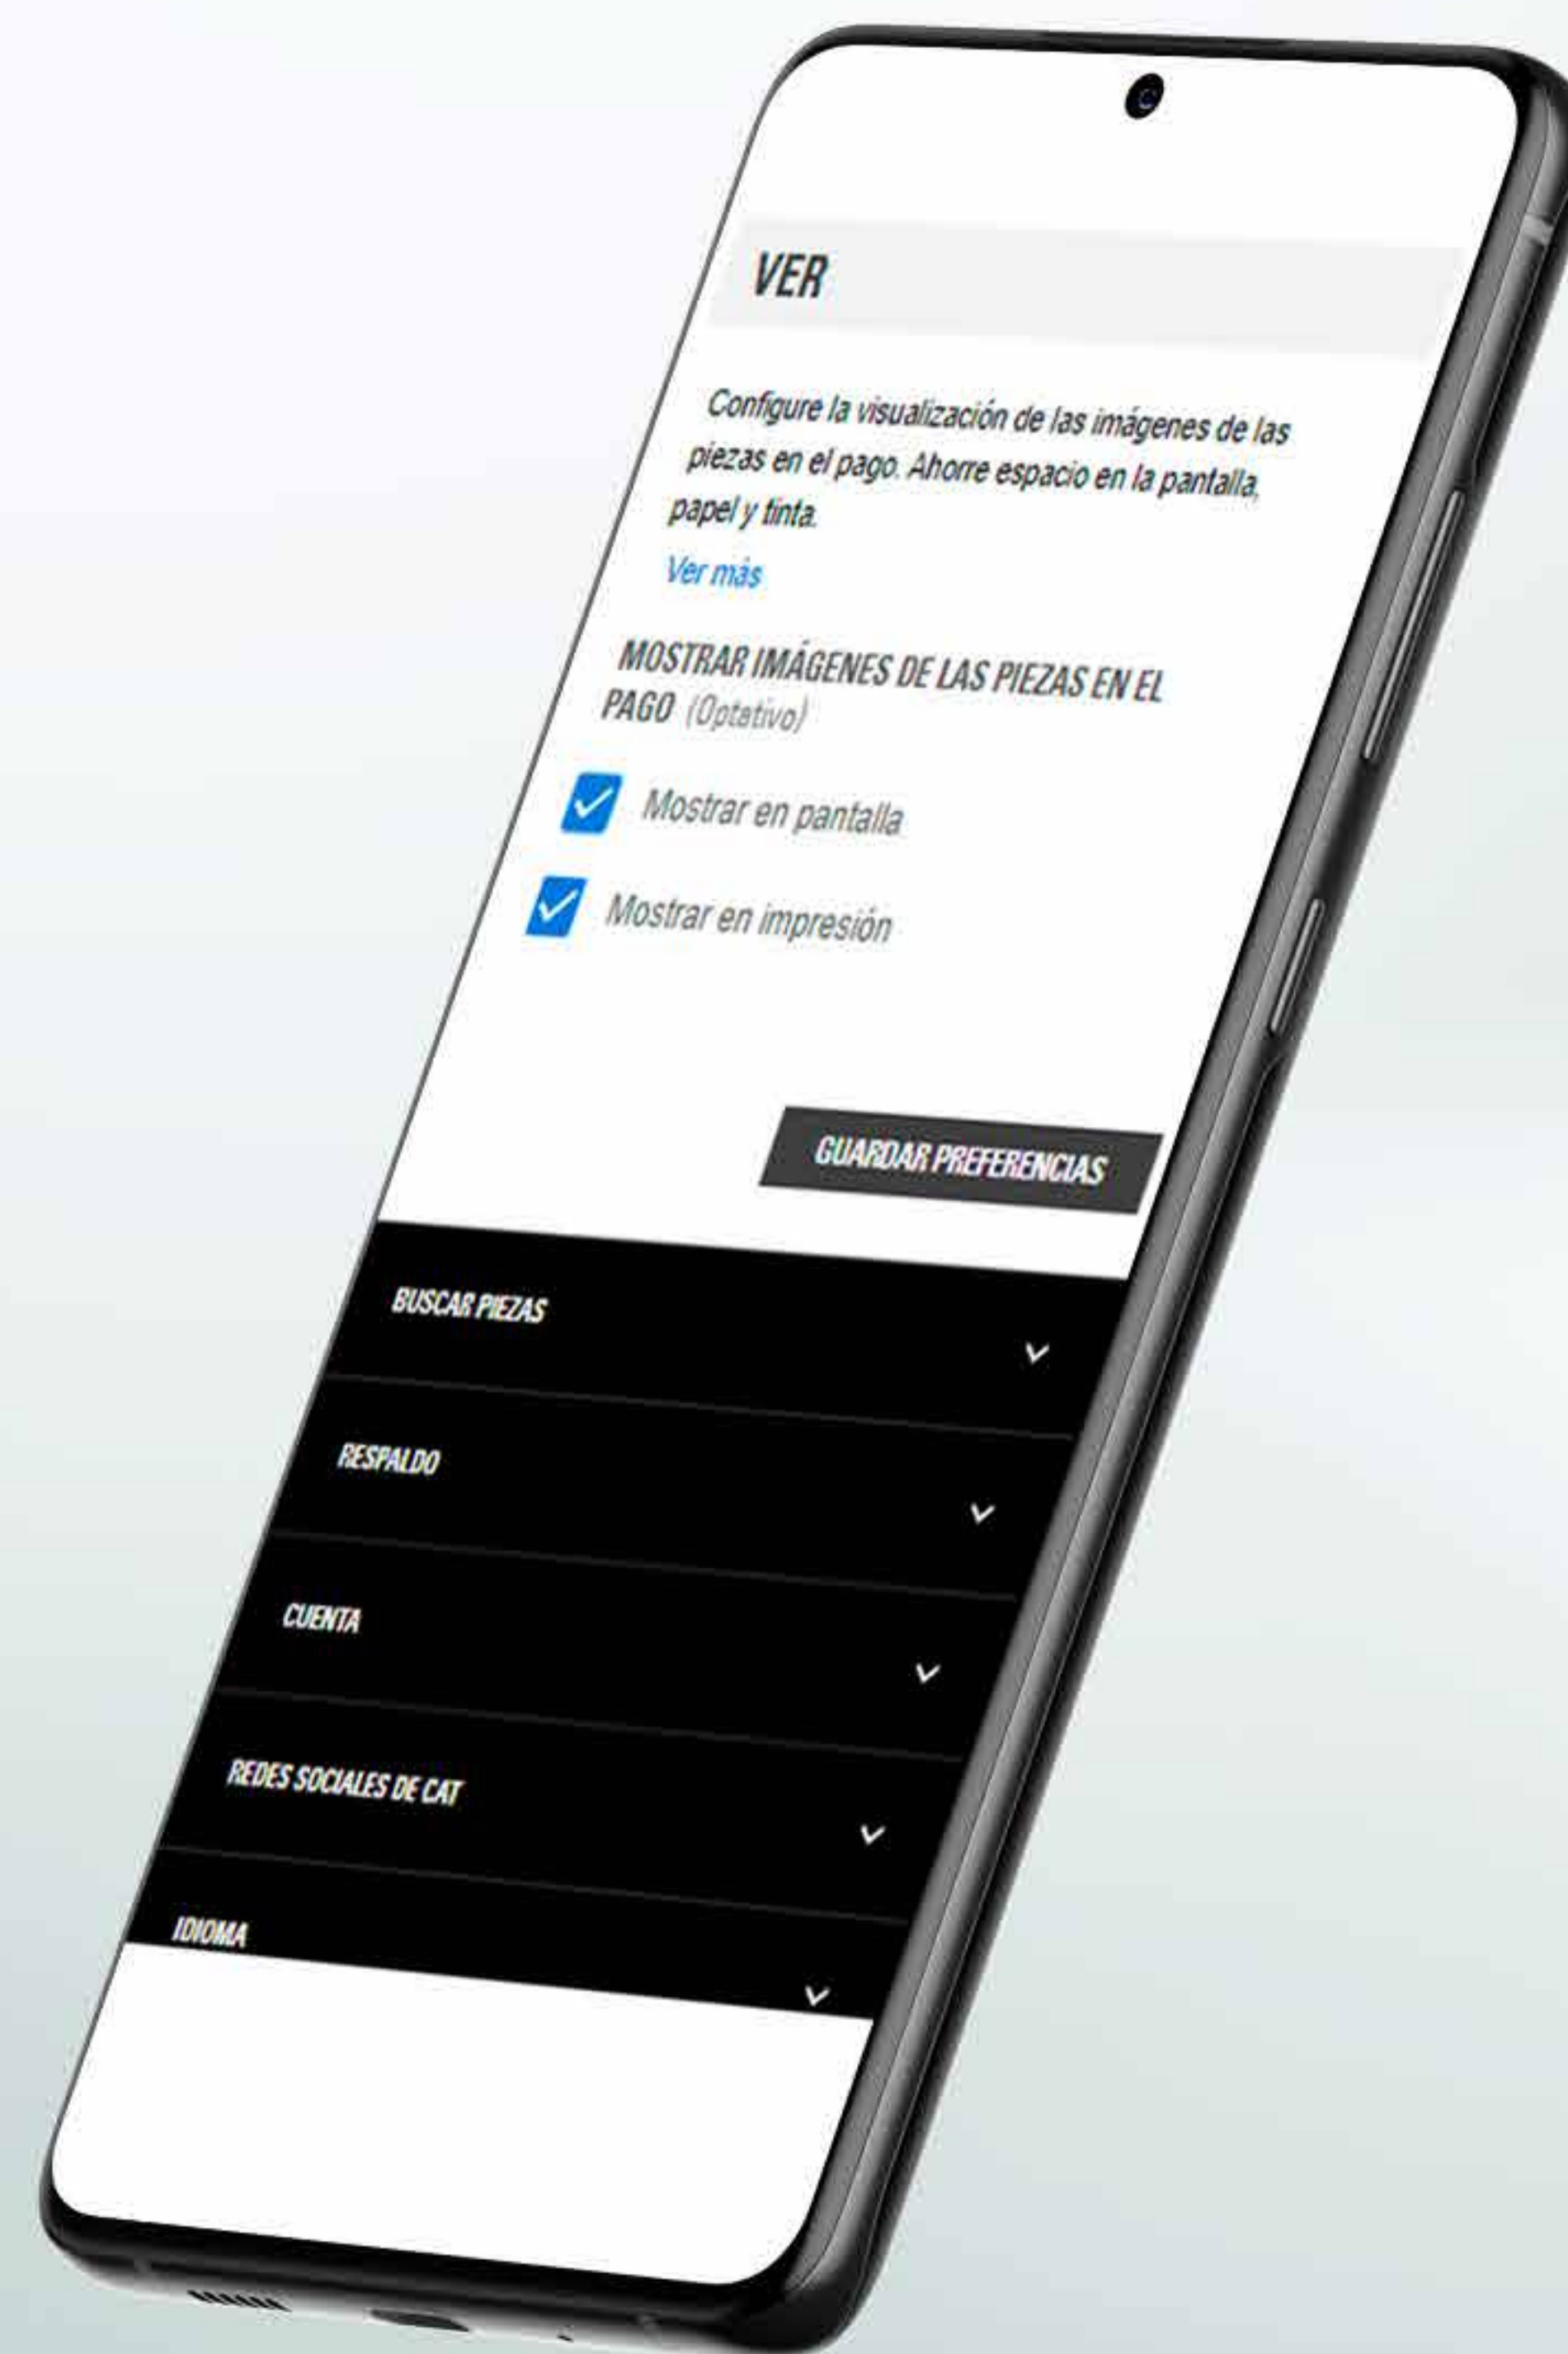 VER
Configure la visualización de las imágenes de las
piezas en el pago. Ahorre espacio en la pantalla,
papel y tinta.
Ver más
MOSTRAR IMÁGENES DE LAS PIEZAS EN EL
PAGO (Optativo)
Mostrar en pantalla
Mostrar en impresión
GUARDAR PREFERENCIAS
BUSCAR PIEZAS
RESPALDO
CUENTA
REDES SOCIALES DE CAT
IDIOMA